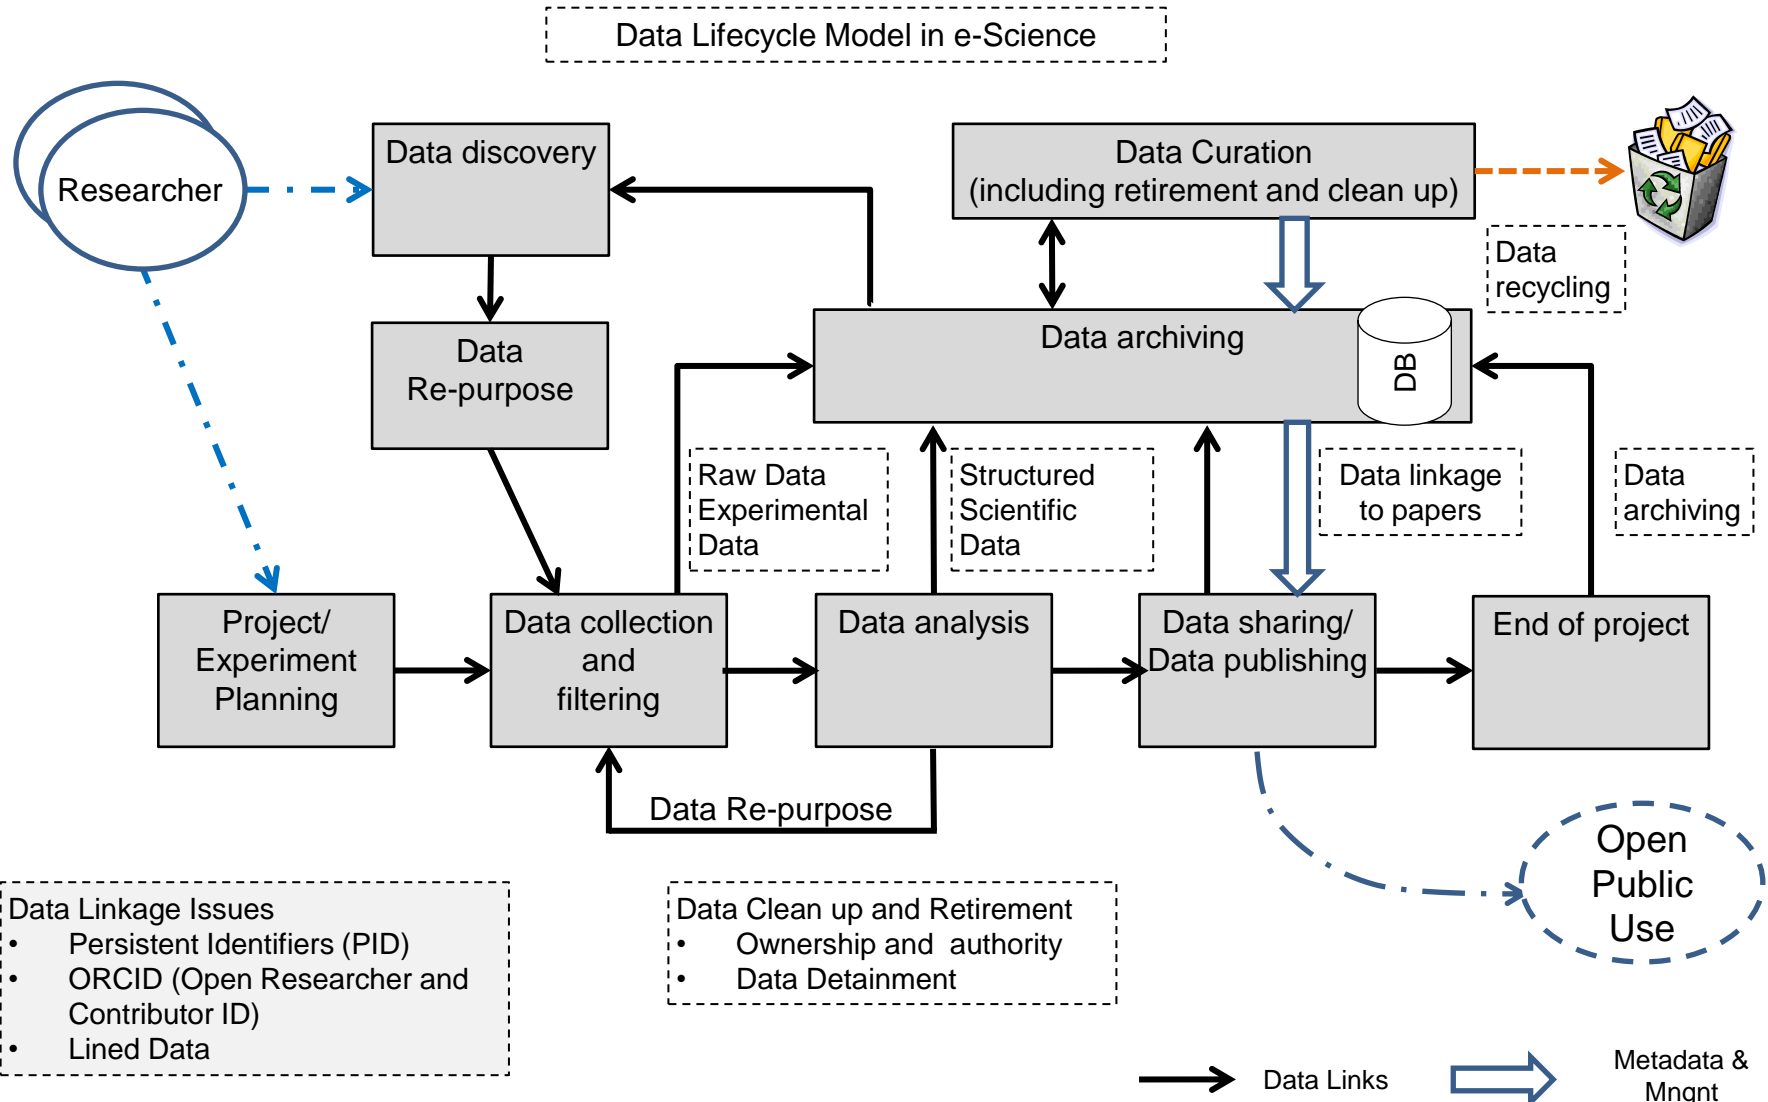 Data Lifecycle Model in e-Science
Researcher
Data discovery
Data Curation
(including retirement and clean up)
Data
recycling
Data
Re-purpose
Data archiving
DB
Raw Data
Experimental
Data
Structured
Scientific
Data
Data linkage
to papers
Data
archiving
Project/
Experiment
Planning
Data collection
and
filtering
Data analysis
Data sharing/
Data publishing
End of project
Data Re-purpose
Open
Public
Use
Data Linkage Issues
• Persistent Identifiers (PID)
• ORCID (Open Researcher and
Contributor ID)
• Lined Data
Data Clean up and Retirement
• Ownership and authority
• Data Detainment
Data Links
Metadata &
Mngnt